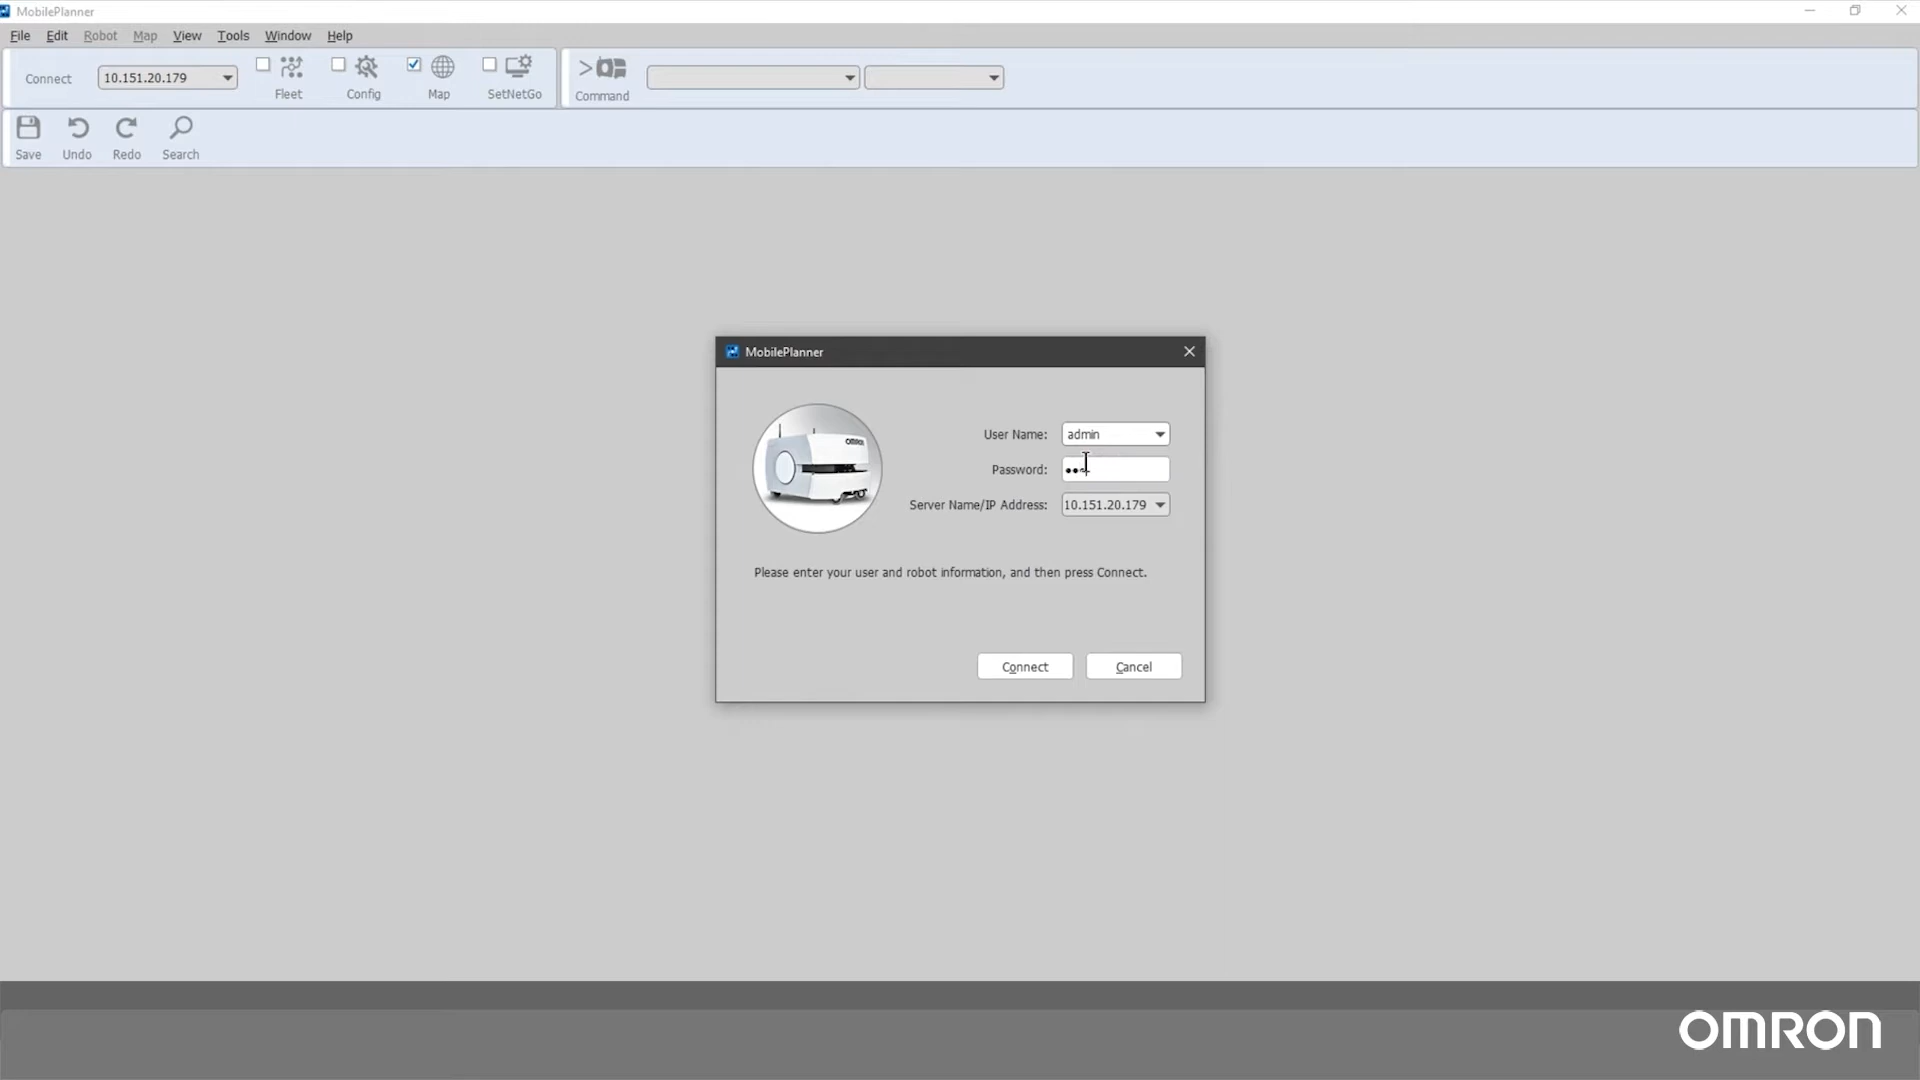 MobilePlanner
File Edit Robot Map View Tools Window Help
Connect 10.151.20.179 Fleet Config Map SetNetGo Command
Save Undo Redo Search
MobilePlanner
OMRON
User Name: admin
Password:
Server Name/IP Address: 10.151.20.179
Please enter your user and robot information, and then press Connect.
Connect Cancel
OMRON